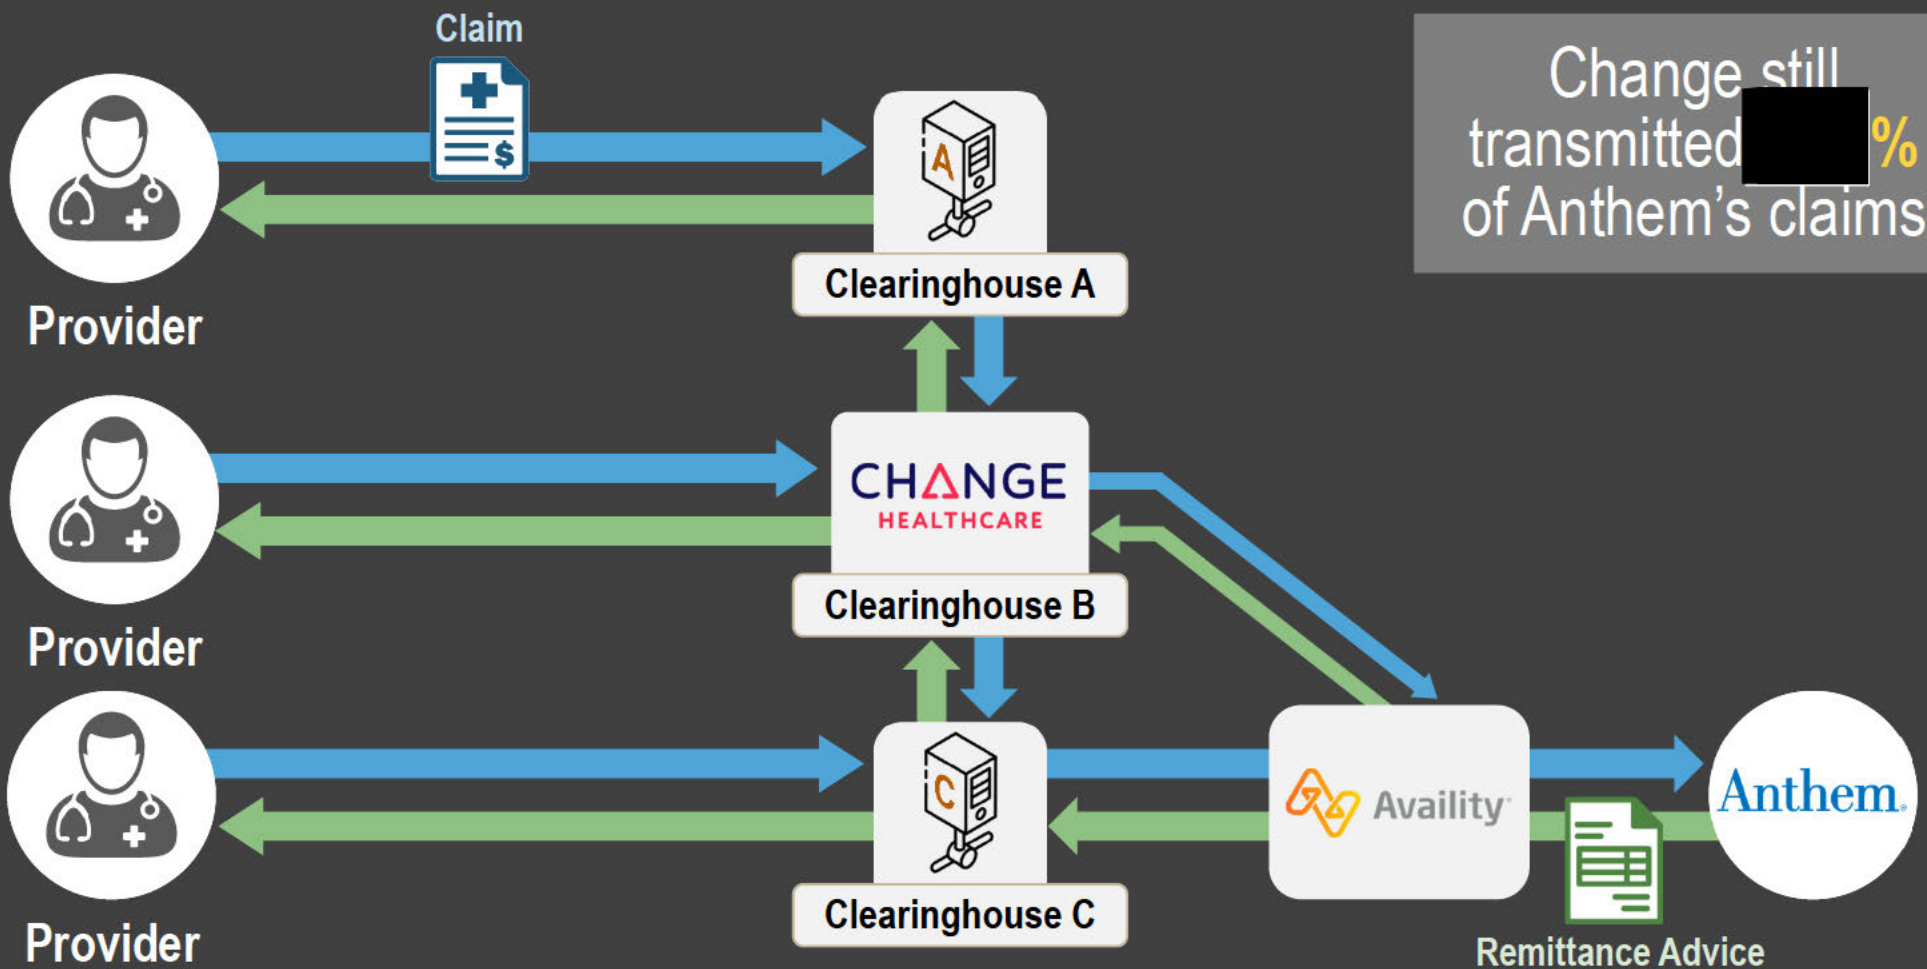 Claim
Change still
transmitted %
of Anthem's claims
A
Clearinghouse A
Provider
CHANGE
HEALTHCARE
Clearinghouse B
Provider
C
Clearinghouse C
Provider
Availity
Anthem.
$
Remittance Advice